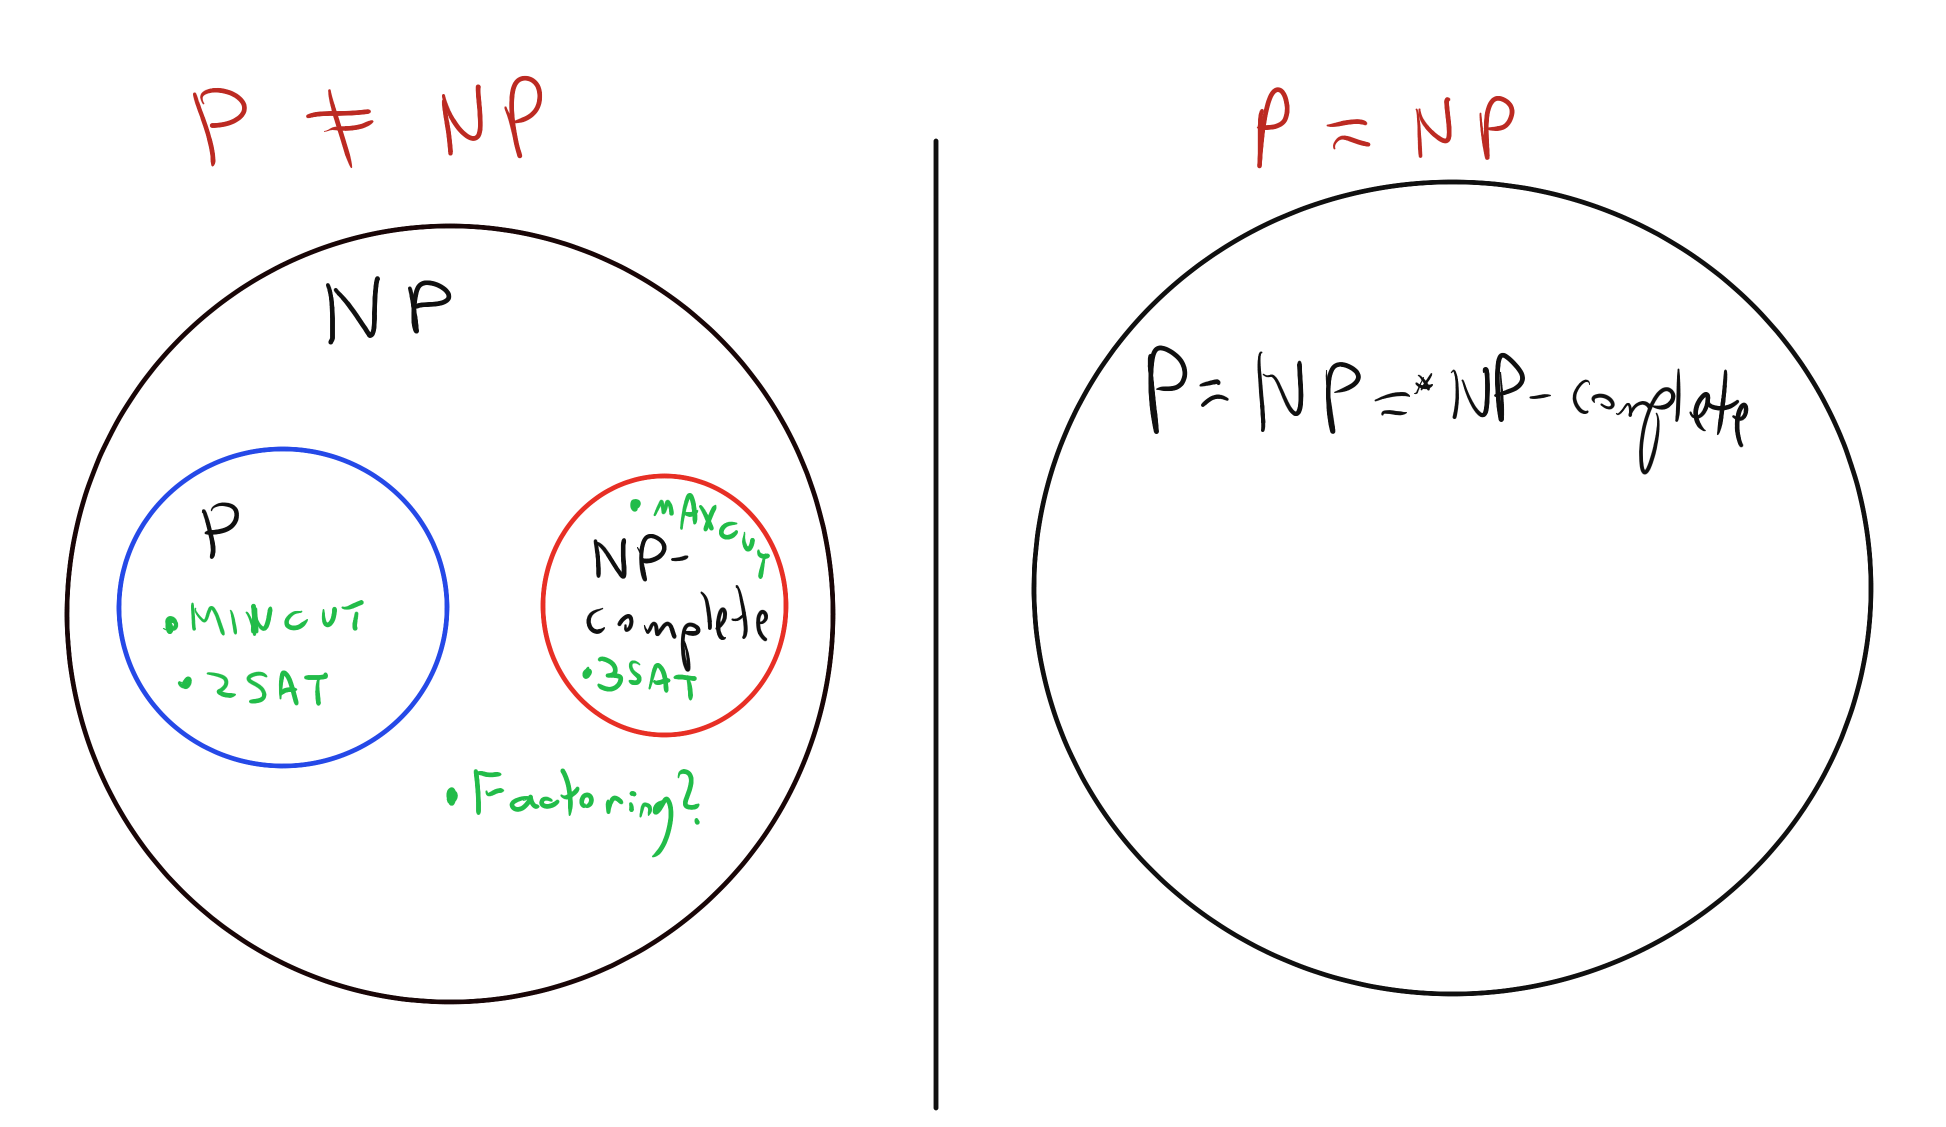 P ≠ NP
NP
P
• MINCUT
• 2SAT
• MAXCUT
NP-
complete
• 3SAT
• Factoring?
P = NP
P = NP =* NP-complete